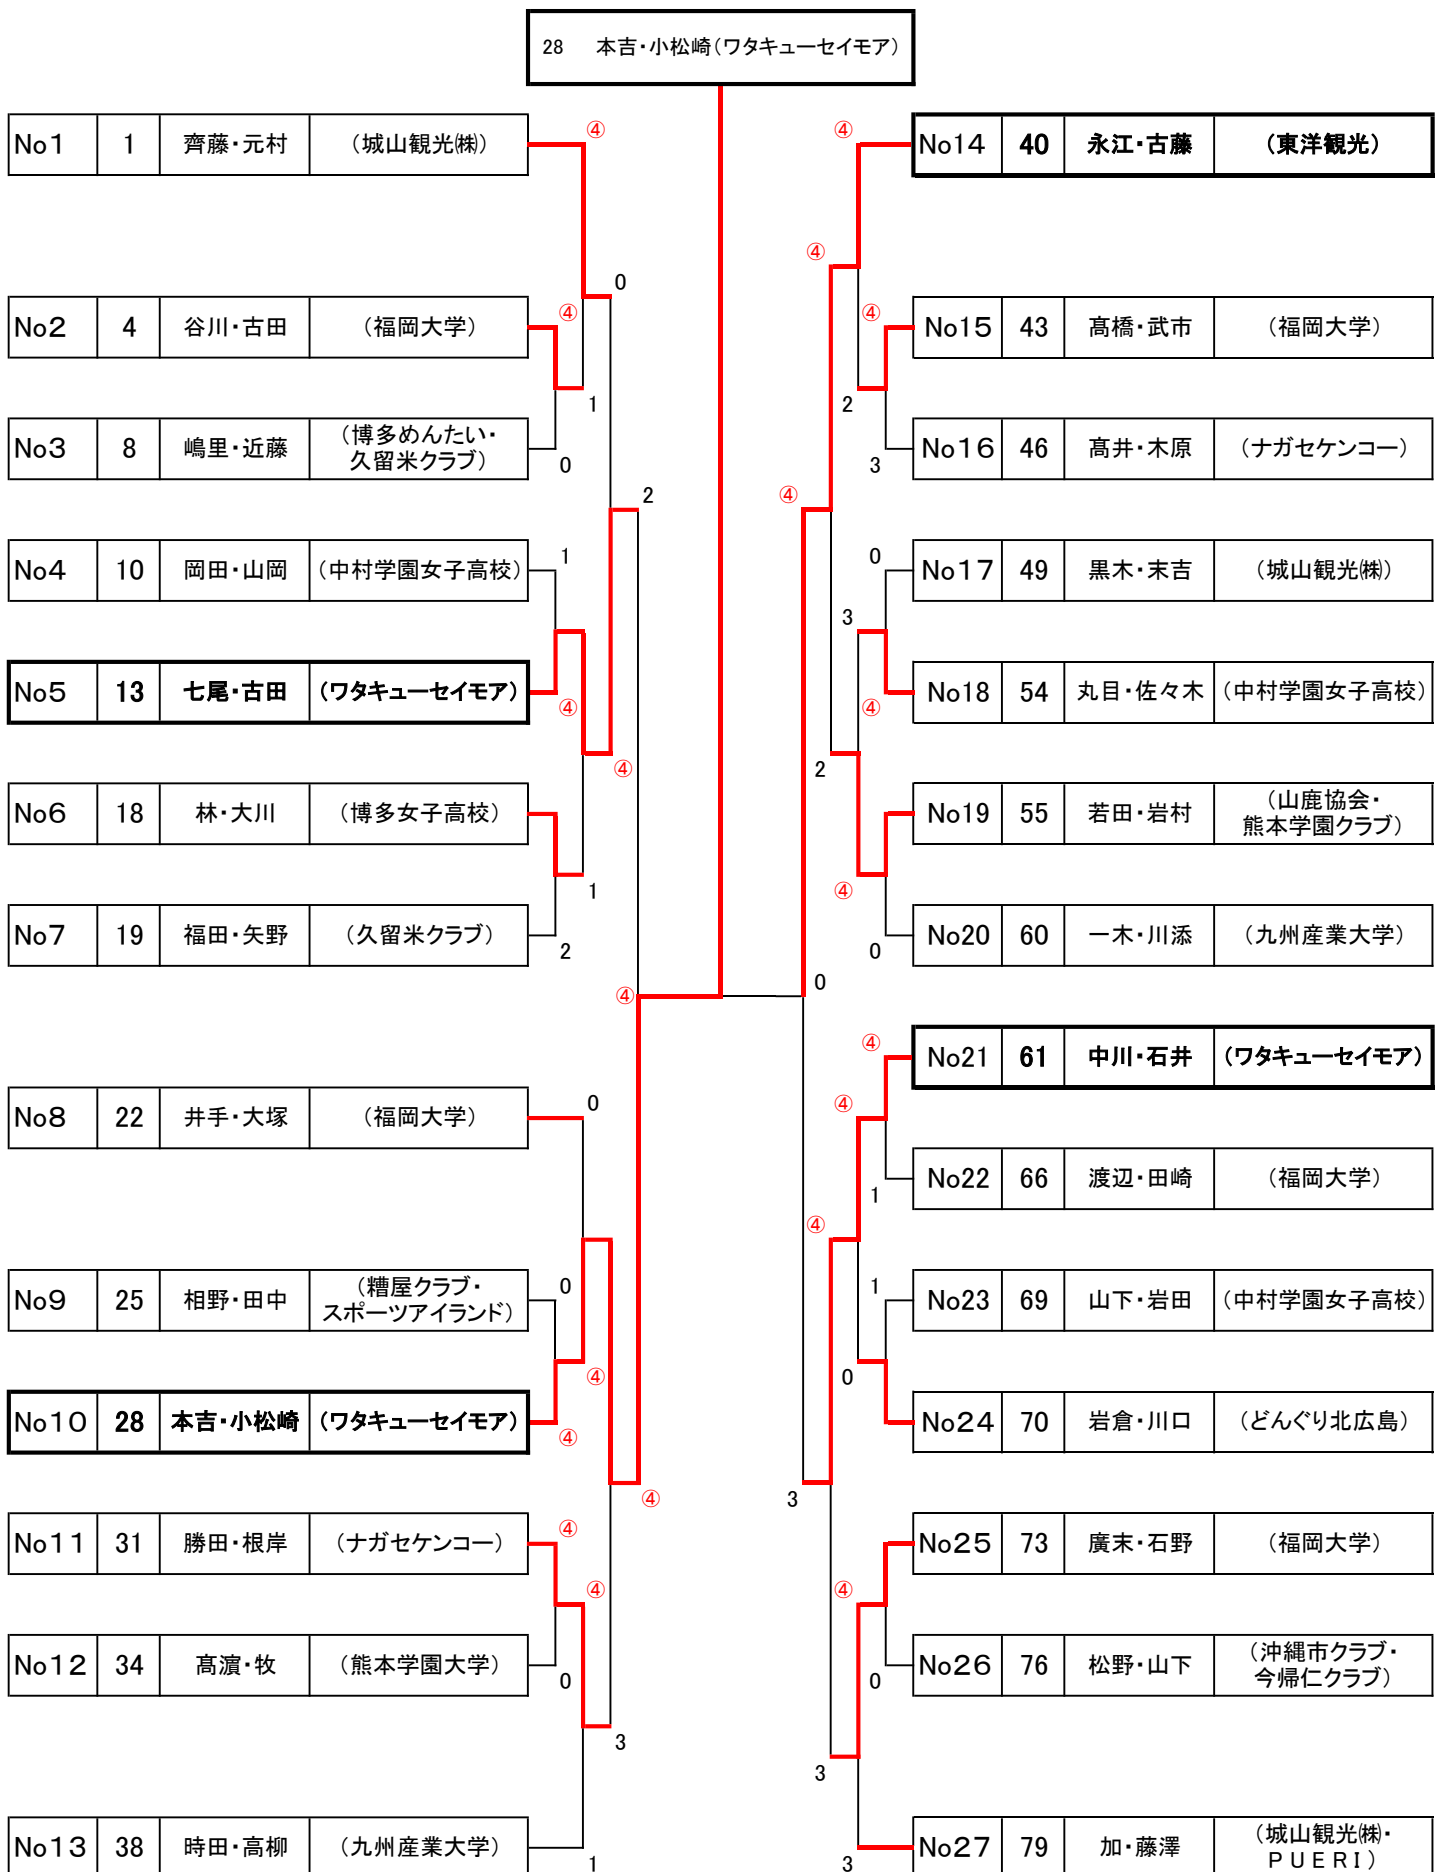 28 本吉・小松崎(ワタキューセイモア)
No1 1 齊藤・元村 (城山観光㈱)
④
No2 4 谷川・古田 (福岡大学)
④
0
1
No3 8 嶋里・近藤 (博多めんたい・
久留米クラブ)
0
2
No4 10 岡田・山岡 (中村学園女子高校)
1
No5 13 七尾・古田 (ワタキューセイモア)
④
④
No6 18 林・大川 (博多女子高校)
1
No7 19 福田・矢野 (久留米クラブ)
2
④
No8 22 井手・大塚 (福岡大学)
0
No9 25 相野・田中 (糟屋クラブ・
スポーツアイランド)
0
④
No10 28 本吉・小松崎 (ワタキューセイモア)
④
④
No11 31 勝田・根岸 (ナガセケンコー)
④
④
No12 34 髙濵・牧 (熊本学園大学)
0
3
No13 38 時田・高柳 (九州産業大学)
1
④
No14 40 永江・古藤 (東洋観光)
④
④
No15 43 髙橋・武市 (福岡大学)
2
3
No16 46 髙井・木原 (ナガセケンコー)
④
0
No17 49 黒木・末吉 (城山観光㈱)
3
④
No18 54 丸目・佐々木 (中村学園女子高校)
2
No19 55 若田・岩村 (山鹿協会・
熊本学園クラブ)
④
0
No20 60 一木・川添 (九州産業大学)
0
④
No21 61 中川・石井 (ワタキューセイモア)
④
1
No22 66 渡辺・田崎 (福岡大学)
④
1
No23 69 山下・岩田 (中村学園女子高校)
0
No24 70 岩倉・川口 (どんぐり北広島)
3
No25 73 廣末・石野 (福岡大学)
④
0
No26 76 松野・山下 (沖縄市クラブ・
今帰仁クラブ)
3
3
No27 79 加・藤澤 (城山観光㈱・
PUERI)